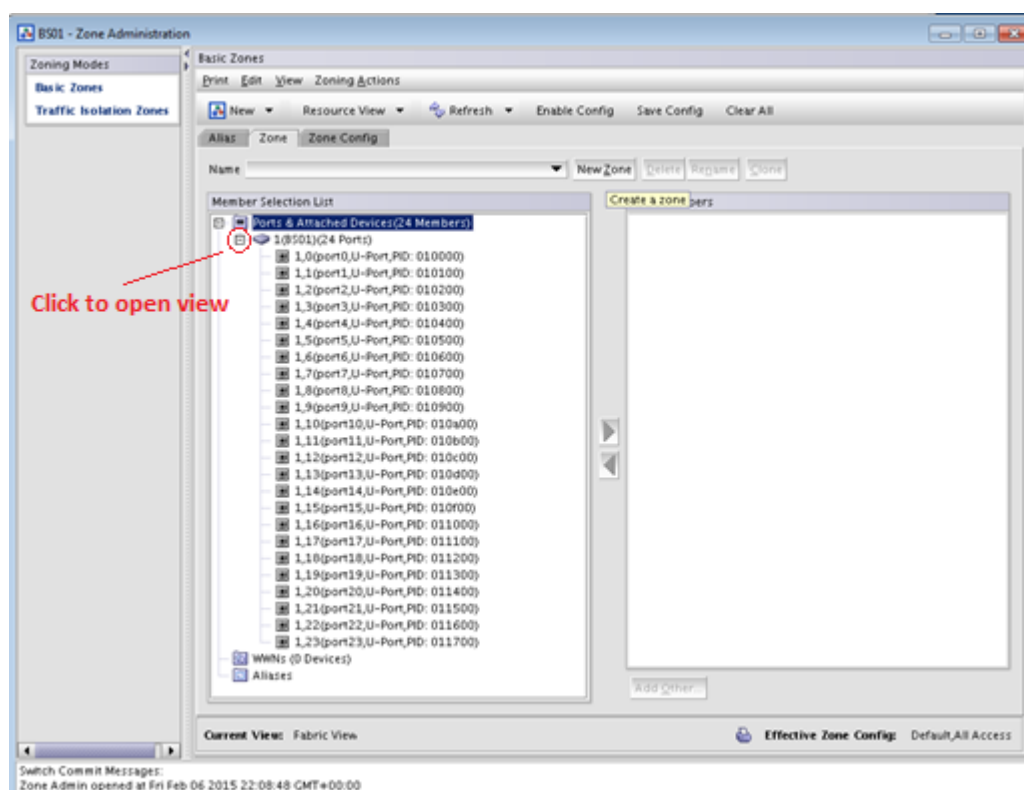 BS01 - Zone Administration
Zoning Modes
Basic Zones
Traffic Isolation Zones
Basic Zones
Print Edit View Zoning Actions
New Resource View Refresh Enable Config Save Config Clear All
Alias Zone Zone Config
Name New Zone Delete Rename Clone
Member Selection List
Create a zone
bers
Ports & Attached Devices(24 Members)
1(BS01)(24 Ports)
1,0(port0,U-Port,PID: 010000)
1,1(port1,U-Port,PID: 010100)
1,2(port2,U-Port,PID: 010200)
1,3(port3,U-Port,PID: 010300)
1,4(port4,U-Port,PID: 010400)
1,5(port5,U-Port,PID: 010500)
1,6(port6,U-Port,PID: 010600)
1,7(port7,U-Port,PID: 010700)
1,8(port8,U-Port,PID: 010800)
1,9(port9,U-Port,PID: 010900)
1,10(port10,U-Port,PID: 010a00)
1,11(port11,U-Port,PID: 010b00)
1,12(port12,U-Port,PID: 010c00)
1,13(port13,U-Port,PID: 010d00)
1,14(port14,U-Port,PID: 010e00)
1,15(port15,U-Port,PID: 010f00)
1,16(port16,U-Port,PID: 011000)
1,17(port17,U-Port,PID: 011100)
1,18(port18,U-Port,PID: 011200)
1,19(port19,U-Port,PID: 011300)
1,20(port20,U-Port,PID: 011400)
1,21(port21,U-Port,PID: 011500)
1,22(port22,U-Port,PID: 011600)
1,23(port23,U-Port,PID: 011700)
WWNs (0 Devices)
Aliases
Click to open view
Add Other...
Current View: Fabric View Effective Zone Config: Default,All Access
Switch Commit Messages:
Zone Admin opened at Fri Feb 06 2015 22:08:48 GMT+00:00